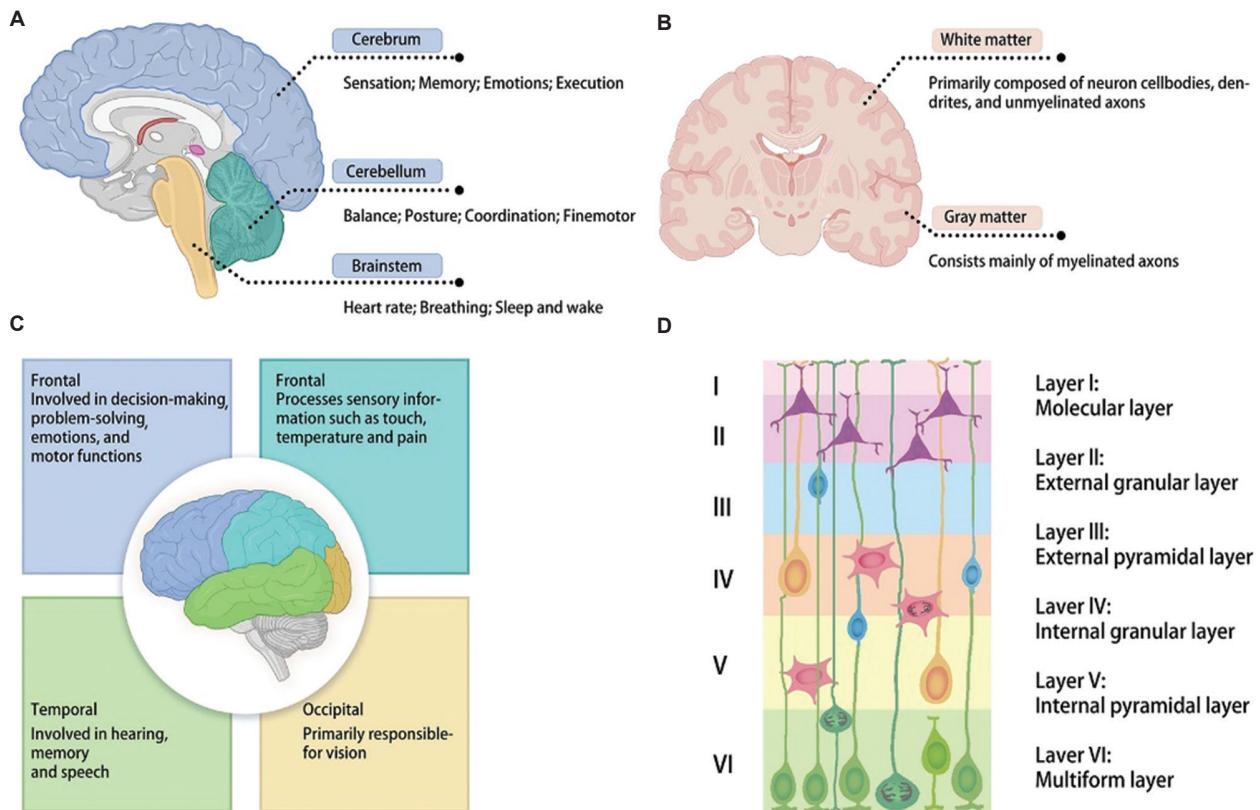 A
Cerebrum
Sensation; Memory; Emotions; Execution
Cerebellum
Balance; Posture; Coordination; Finemotor
Brainstem
Heart rate; Breathing; Sleep and wake
B
White matter
Primarily composed of neuron cellbodies, den-
drites, and unmyelinated axons
Gray matter
Consists mainly of myelinated axons
C
Frontal
Involved in decision-making,
problem-solving,
emotions, and
motor functions
Frontal
Processes sensory infor-
mation such as touch,
temperature and pain
Temporal
Involved in hearing,
memory
and speech
Occipital
Primarily responsible-
for vision
D
I
II
III
IV
V
VI
Layer I:
Molecular layer
Layer II:
External granular layer
Layer III:
External pyramidal layer
Laver IV:
Internal granular layer
Layer V:
Internal pyramidal layer
Laver VI:
Multiform layer